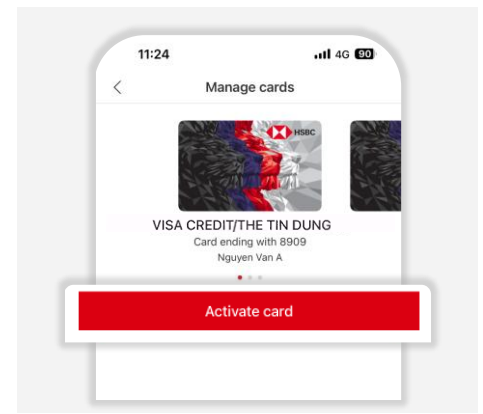 11:24
4G 90
Manage cards
HSBC
VISA CREDIT/THE TIN DUNG
Card ending with 8909
Nguyen Van A
Activate card